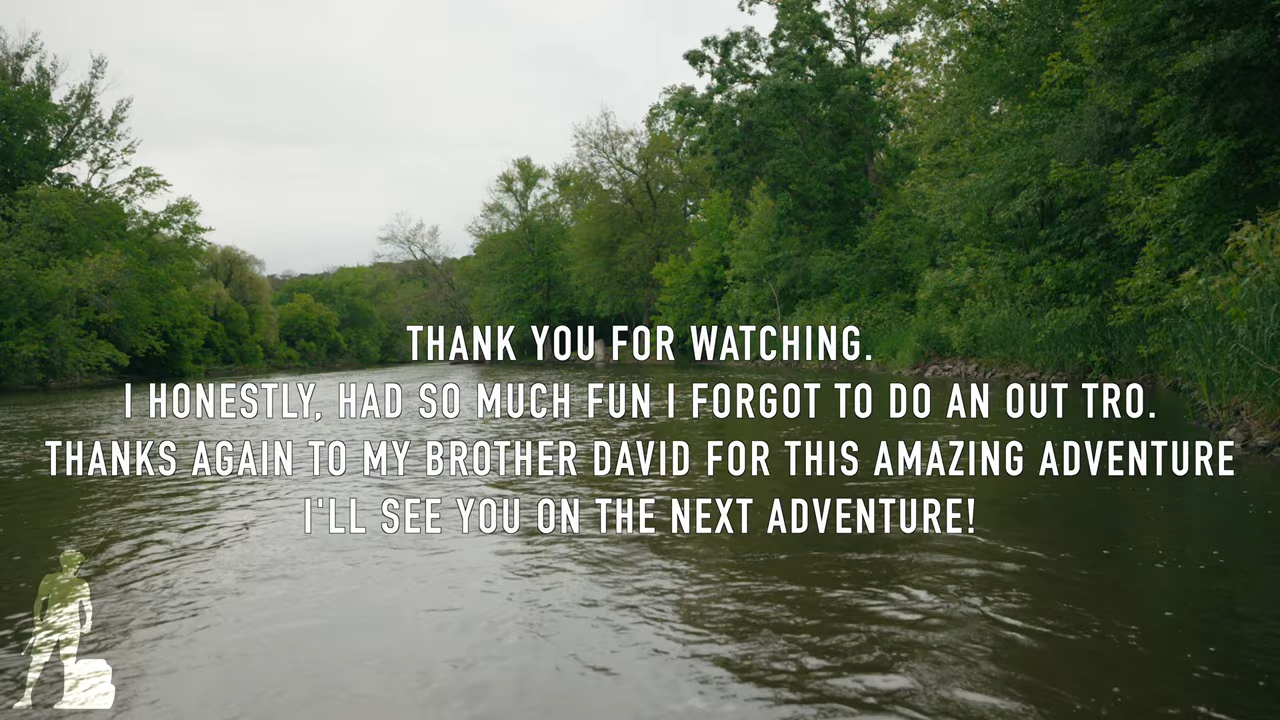 THANK YOU FOR WATCHING.
I HONESTLY, HAD SO MUCH FUN I FORGOT TO DO AN OUT TRO.
THANKS AGAIN TO MY BROTHER DAVID FOR THIS AMAZING ADVENTURE
I'LL SEE YOU ON THE NEXT ADVENTURE!